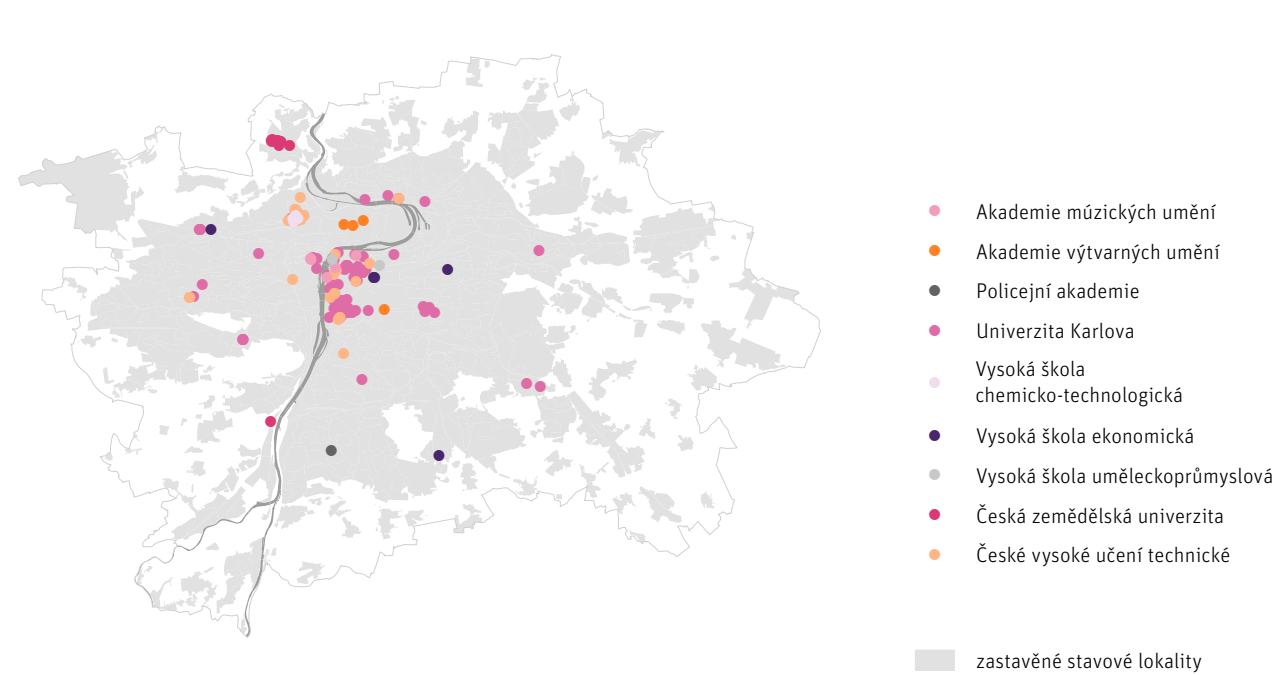 Akademie múzických umění
Akademie výtvarných umění
Policejní akademie
Univerzita Karlova
Vysoká škola
chemicko-technologická
Vysoká škola ekonomická
Vysoká škola uměleckoprůmyslová
Česká zemědělská univerzita
České vysoké učení technické
zastavěné stavové lokality